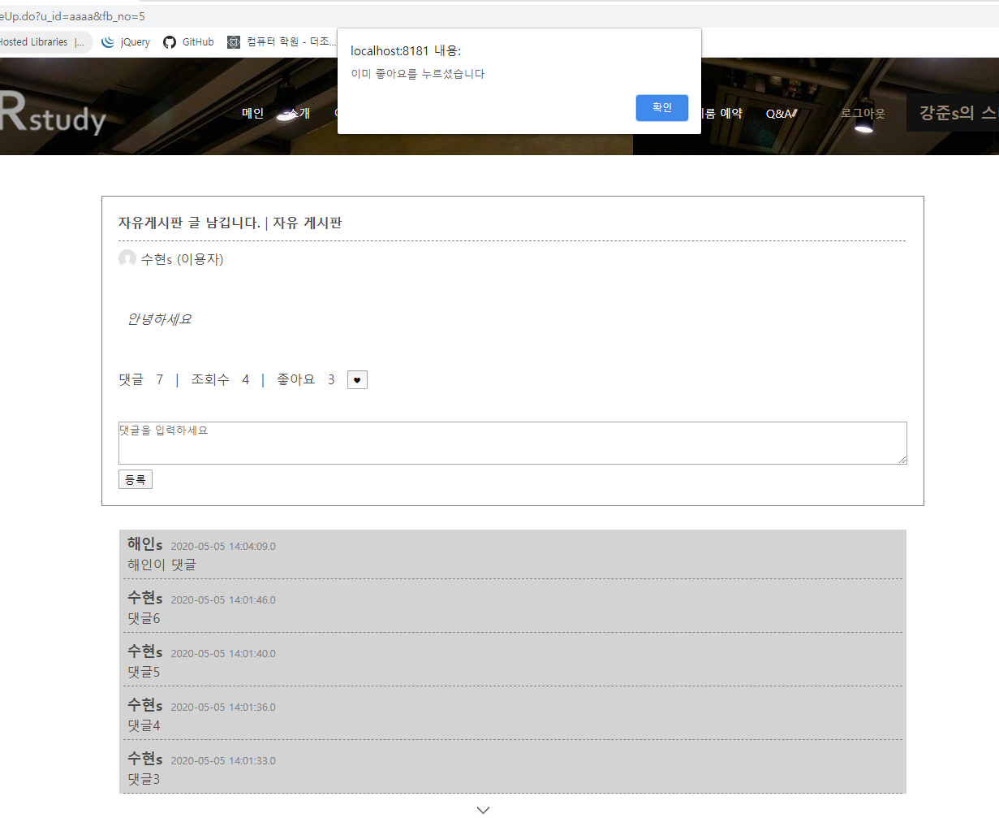 eUp.do?u_id=aaaa&fb_no=5
Hosted Libraries |... jQuery GitHub 컴퓨터 학원 - 더조...
localhost:8181 내용:
이미 좋아요를 누르셨습니다
확인
Rstudy 메인 소개 룸 예약 Q&A 로그아웃 강준s의 스
자유게시판 글 남깁니다. | 자유 게시판
수현s (이용자)
안녕하세요
댓글 7 | 조회수 4 | 좋아요 3 ♥
댓글을 입력하세요
등록
해인s 2020-05-05 14:04:09.0
해인이 댓글
수현s 2020-05-05 14:01:46.0
댓글6
수현s 2020-05-05 14:01:40.0
댓글5
수현s 2020-05-05 14:01:36.0
댓글4
수현s 2020-05-05 14:01:33.0
댓글3